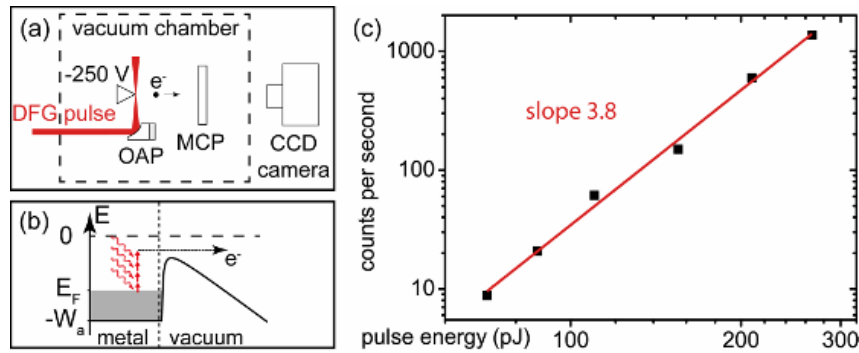 (a)
vacuum chamber
-250 V
e⁻
DFG pulse
OAP
MCP
CCD
camera
(b)
E
0
E_F
-W_a
e⁻
metal
vacuum
(c)
counts per second
1000
100
10
slope 3.8
pulse energy (pJ)
100
200
300